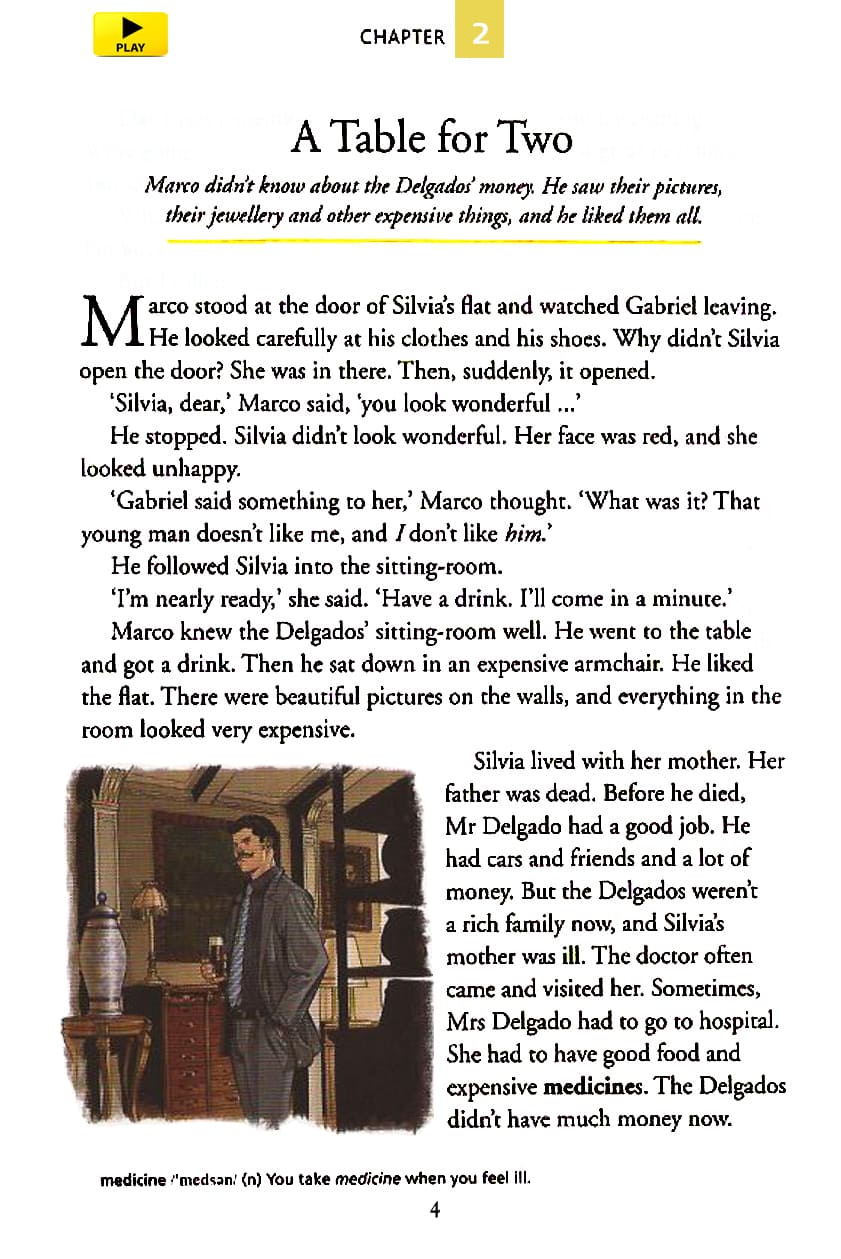 PLAY
CHAPTER 2
A Table for Two
Marco didn't know about the Delgados' money. He saw their pictures,
their jewellery and other expensive things, and he liked them all.
Marco stood at the door of Silvia's flat and watched Gabriel leaving.
He looked carefully at his clothes and his shoes. Why didn't Silvia
open the door? She was in there. Then, suddenly, it opened.
'Silvia, dear,' Marco said, 'you look wonderful ...'
He stopped. Silvia didn't look wonderful. Her face was red, and she
looked unhappy.
'Gabriel said something to her,' Marco thought. 'What was it? That
young man doesn't like me, and I don't like him.'
He followed Silvia into the sitting-room.
'I'm nearly ready,' she said. 'Have a drink. I'll come in a minute.'
Marco knew the Delgados' sitting-room well. He went to the table
and got a drink. Then he sat down in an expensive armchair. He liked
the flat. There were beautiful pictures on the walls, and everything in the
room looked very expensive.
Silvia lived with her mother. Her
father was dead. Before he died,
Mr Delgado had a good job. He
had cars and friends and a lot of
money. But the Delgados weren't
a rich family now, and Silvia's
mother was ill. The doctor often
came and visited her. Sometimes,
Mrs Delgado had to go to hospital.
She had to have good food and
expensive medicines. The Delgados
didn't have much money now.
medicine /'medsən/ (n) You take medicine when you feel ill.
4